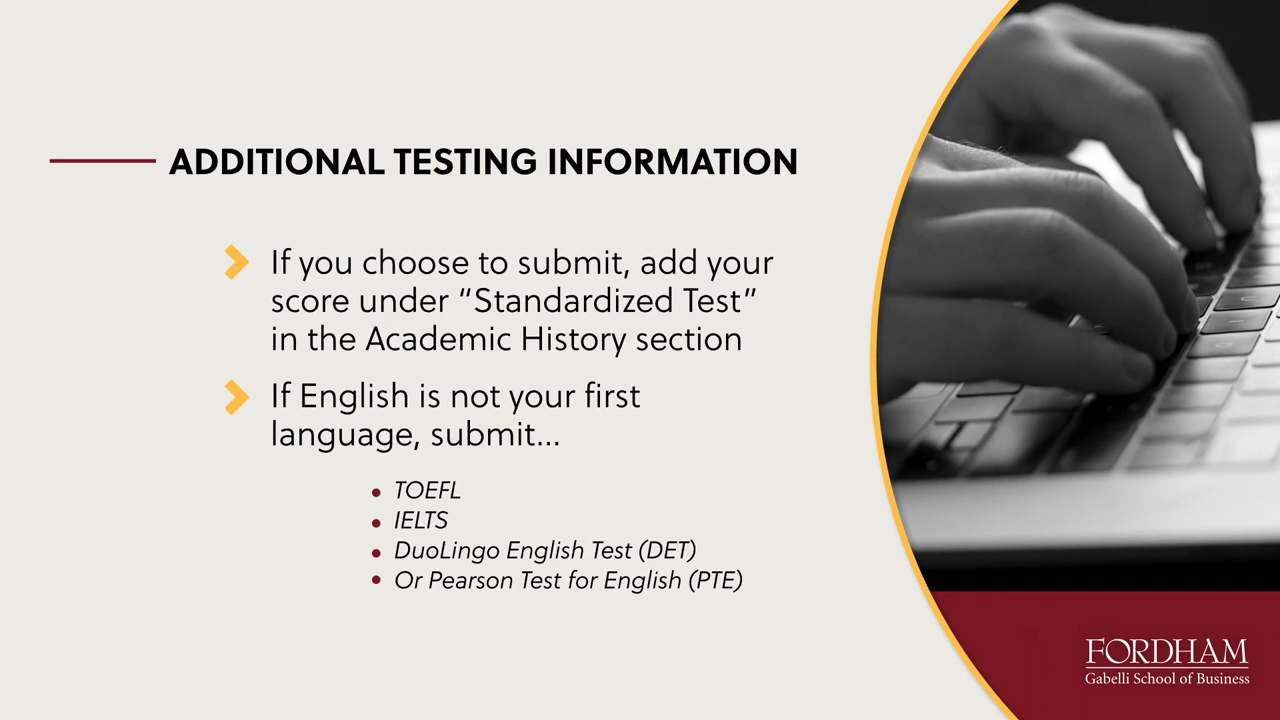 ADDITIONAL TESTING INFORMATION
If you choose to submit, add your
score under “Standardized Test”
in the Academic History section
If English is not your first
language, submit...
TOEFL
IELTS
DuoLingo English Test (DET)
Or Pearson Test for English (PTE)
FORDHAM
Gabelli School of Business